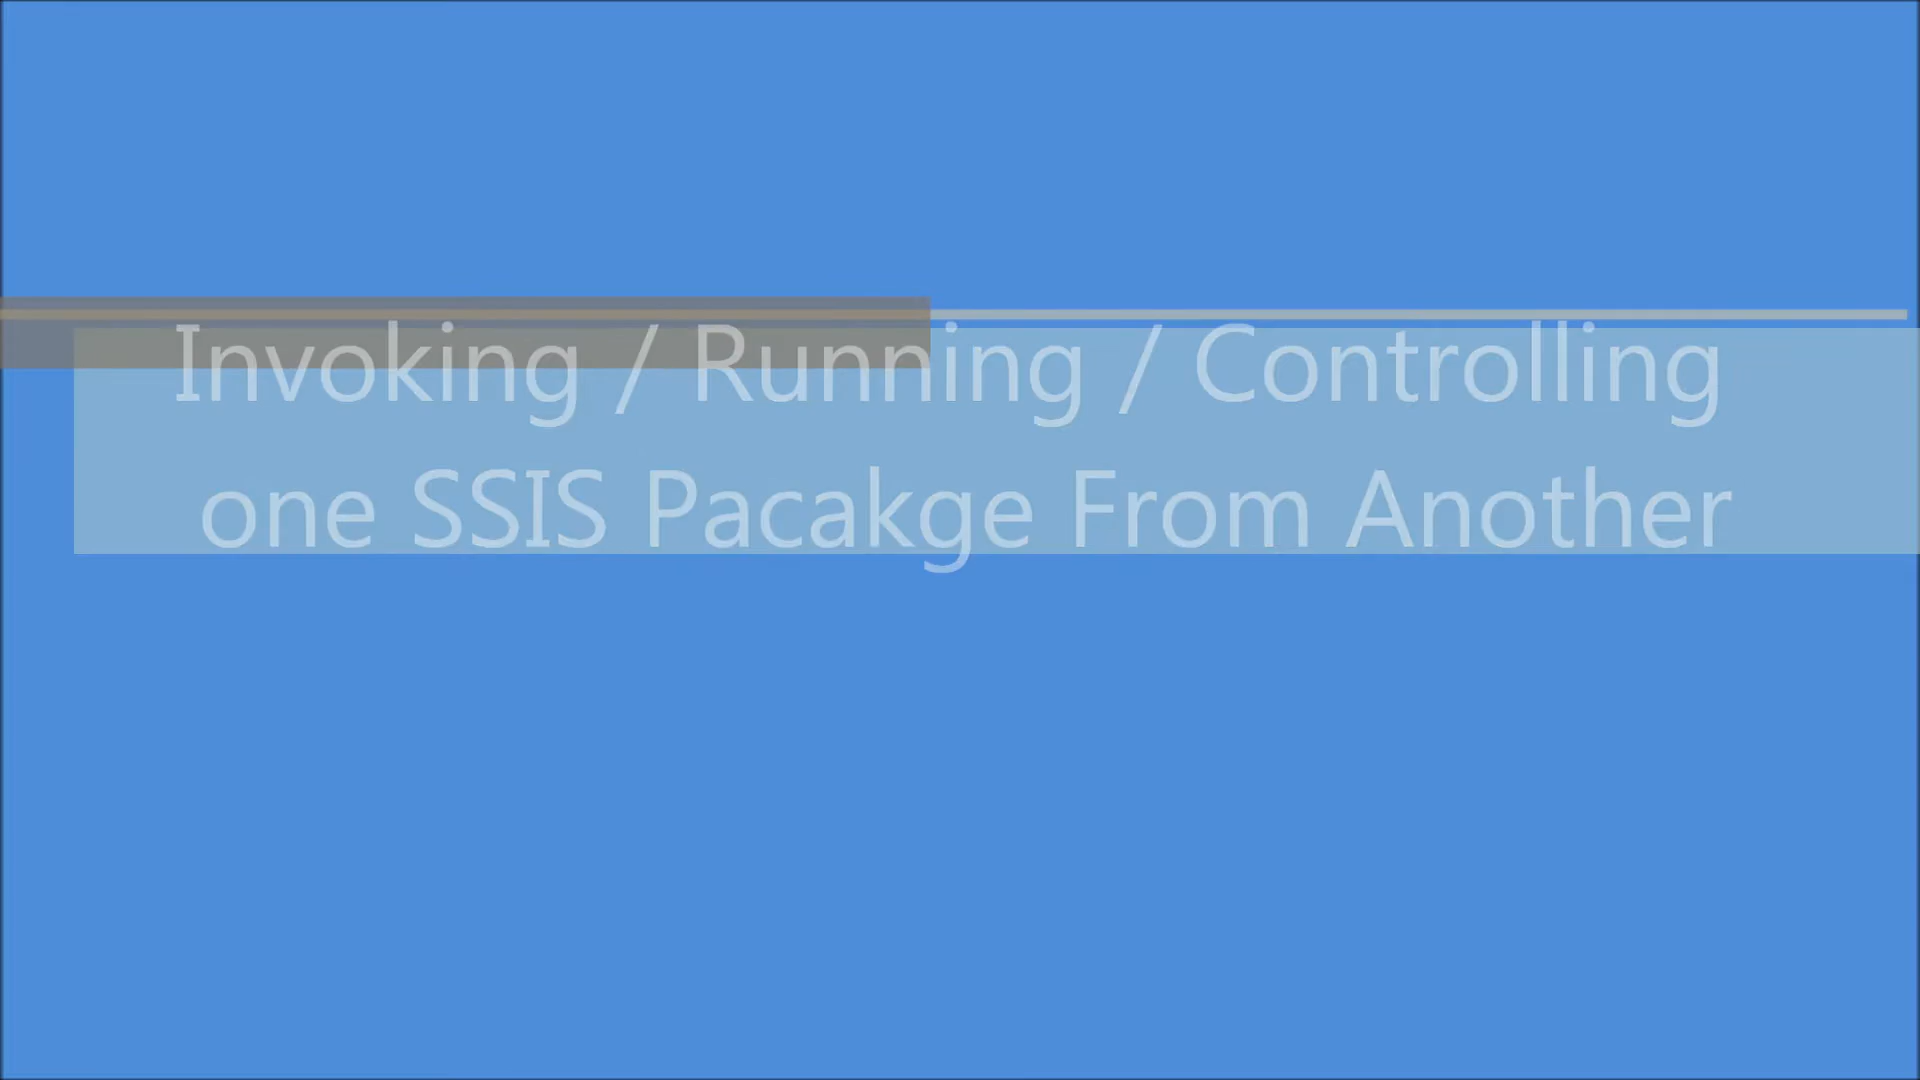 Invoking / Running / Controlling
one SSIS Pacakge From Another